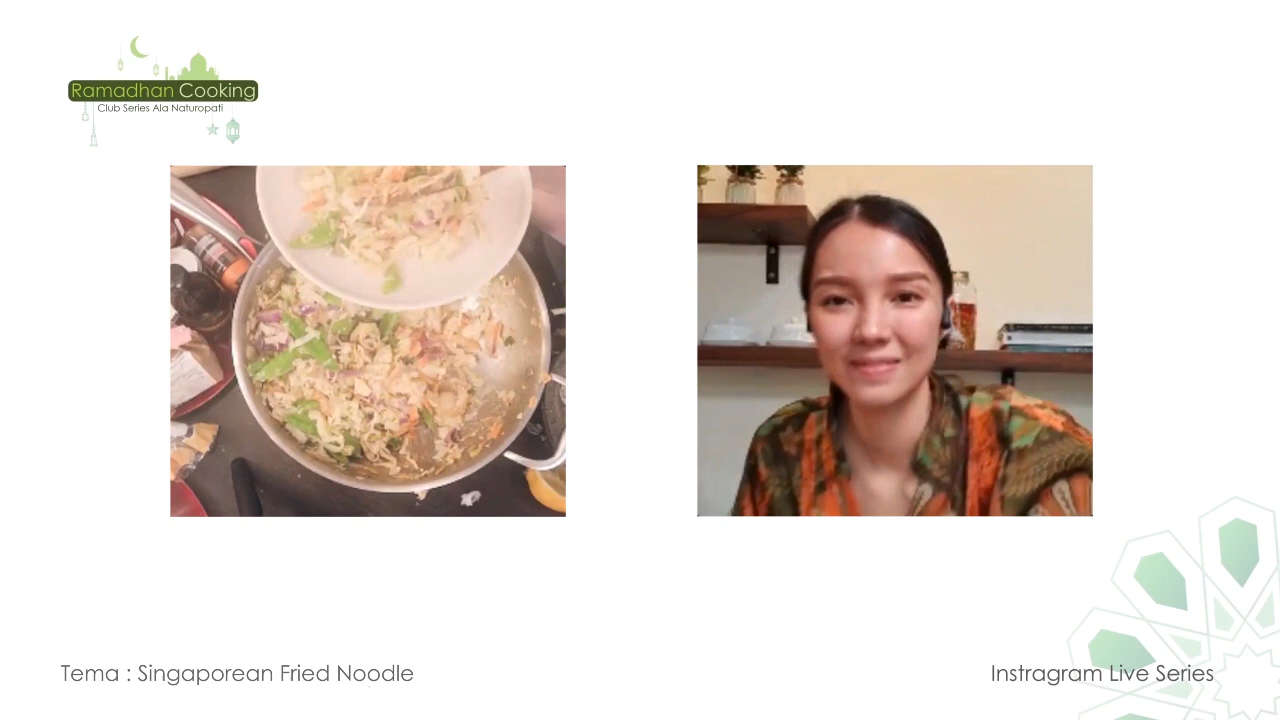 Ramadhan Cooking
Club Series Ala Naturopati
Tema : Singaporean Fried Noodle
Instragram Live Series